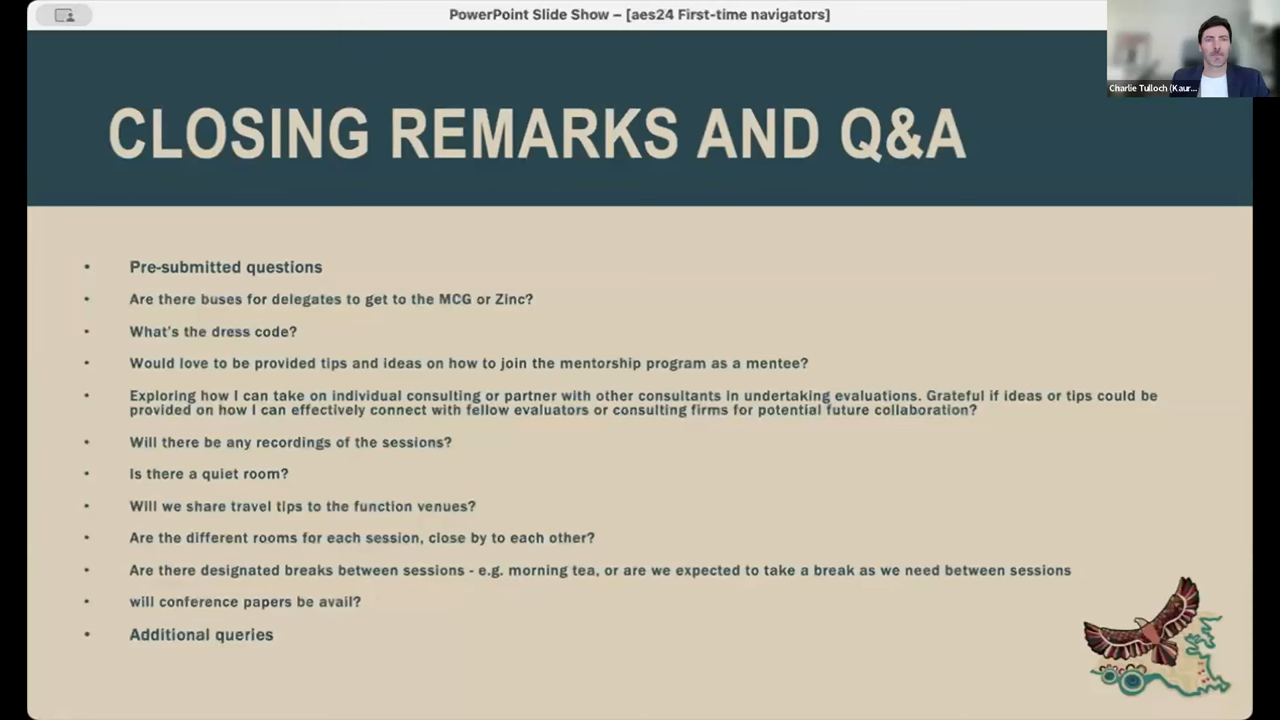 PowerPoint Slide Show – [aes24 First-time navigators]
Charlie Tulloch (Kaur...
CLOSING REMARKS AND Q&A
• Pre-submitted questions
• Are there buses for delegates to get to the MCG or Zinc?
• What's the dress code?
• Would love to be provided tips and ideas on how to join the mentorship program as a mentee?
• Exploring how I can take on individual consulting or partner with other consultants in undertaking evaluations. Grateful if ideas or tips could be
provided on how I can effectively connect with fellow evaluators or consulting firms for potential future collaboration?
• Will there be any recordings of the sessions?
• Is there a quiet room?
• Will we share travel tips to the function venues?
• Are the different rooms for each session, close by to each other?
• Are there designated breaks between sessions - e.g. morning tea, or are we expected to take a break as we need between sessions
• will conference papers be avail?
• Additional queries